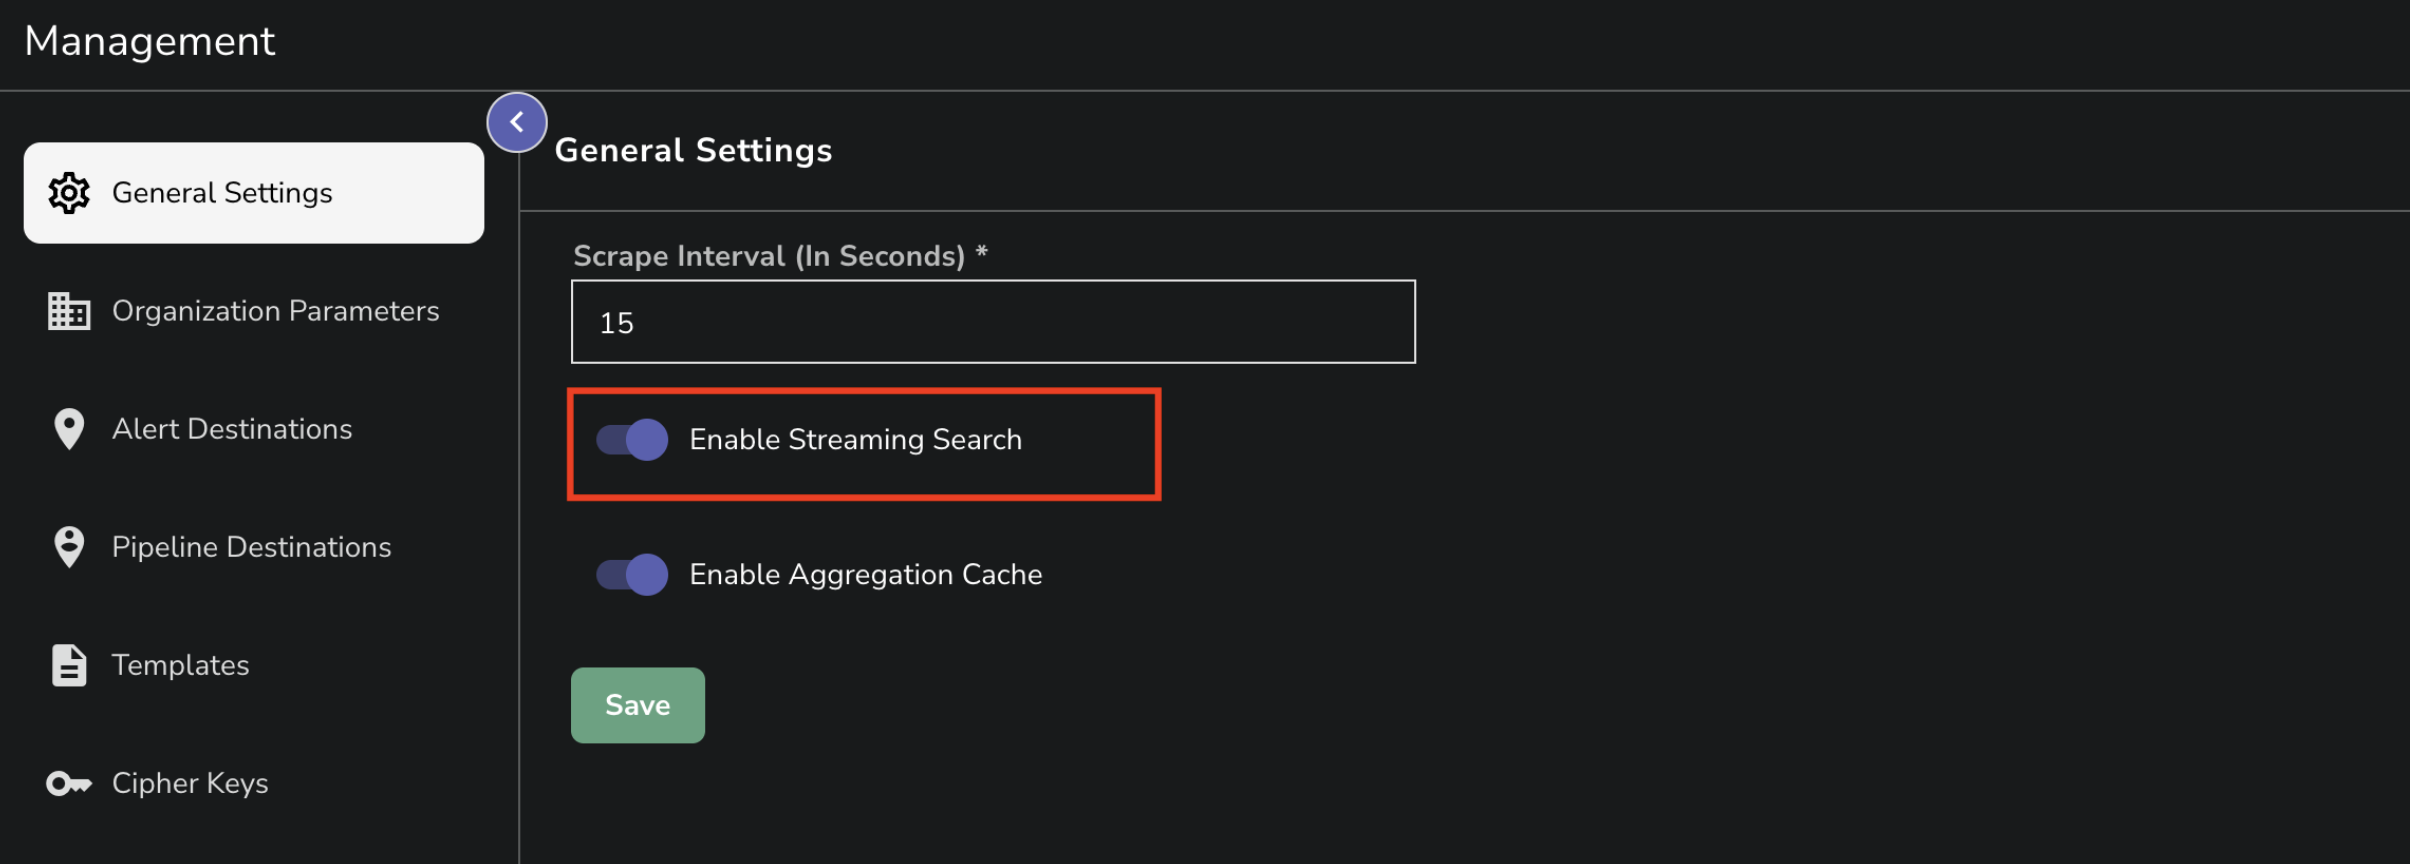 Management
General Settings
Organization Parameters
Alert Destinations
Pipeline Destinations
Templates
Cipher Keys
General Settings
Scrape Interval (In Seconds) *
15
Enable Streaming Search
Enable Aggregation Cache
Save